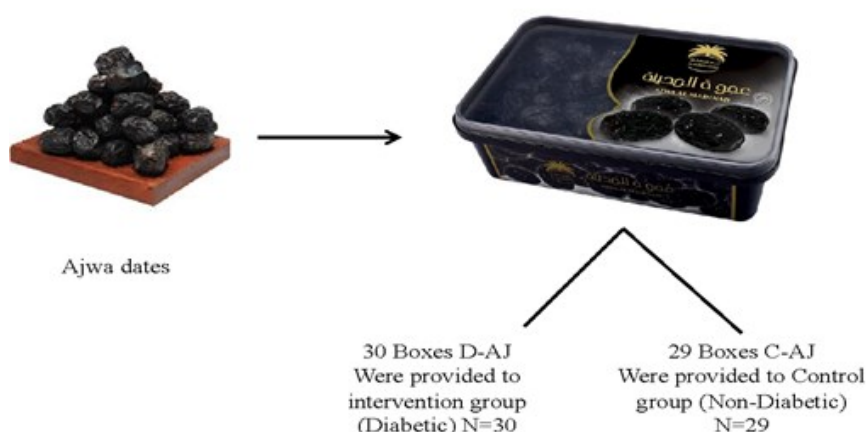 عموة المدينة
Ajwa dates
30 Boxes D-AJ
Were provided to
intervention group
(Diabetic) N=30
29 Boxes C-AJ
Were provided to Control
group (Non-Diabetic)
N=29